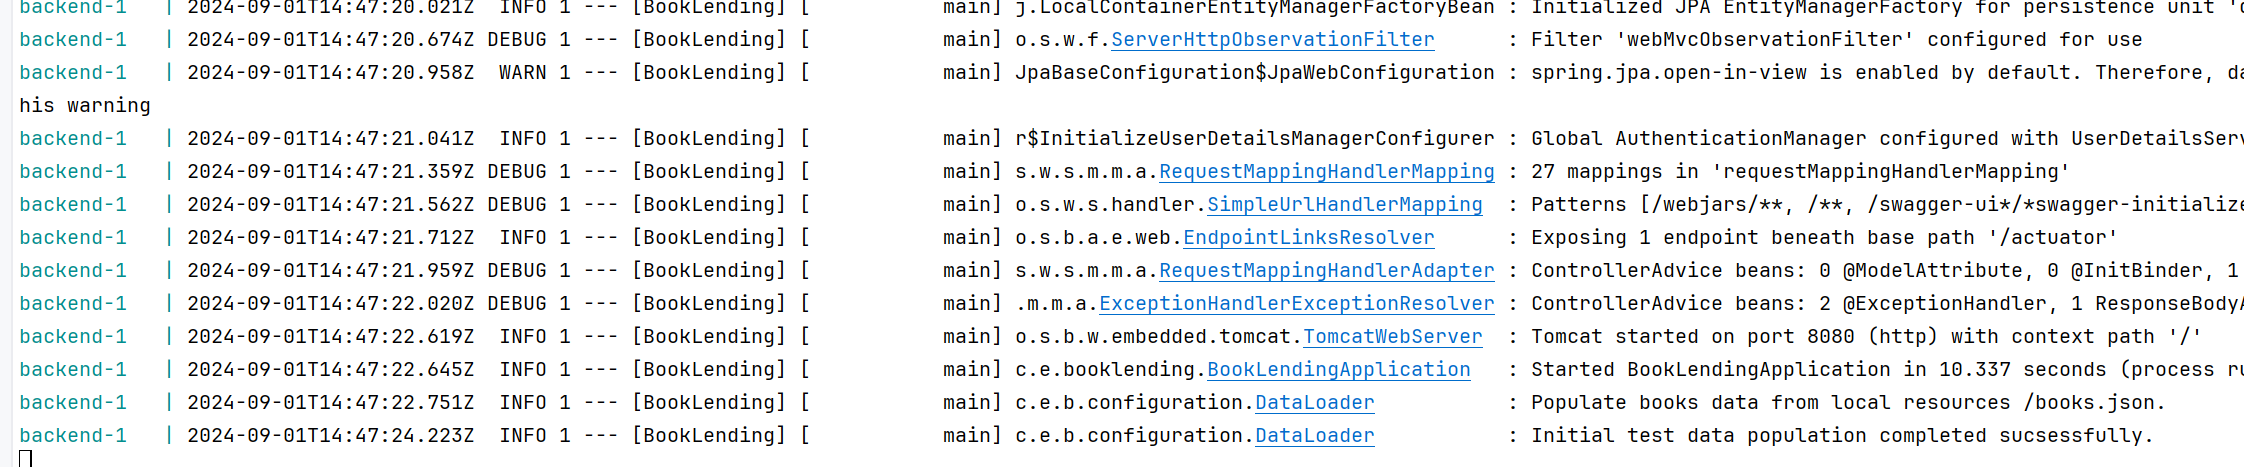 backend-1   | 2024-09-01T14:47:20.021Z  INFO 1 --- [BookLending] [           main] j.LocalContainerEntityManagerFactoryBean : Initialized JPA EntityManagerFactory for persistence unit
backend-1   | 2024-09-01T14:47:20.674Z DEBUG 1 --- [BookLending] [           main] o.s.w.f.ServerHttpObservationFilter      : Filter 'webMvcObservationFilter' configured for use
backend-1   | 2024-09-01T14:47:20.958Z  WARN 1 --- [BookLending] [           main] JpaBaseConfiguration$JpaWebConfiguration : spring.jpa.open-in-view is enabled by default. Therefore, da
his warning
backend-1   | 2024-09-01T14:47:21.041Z  INFO 1 --- [BookLending] [           main] r$InitializeUserDetailsManagerConfigurer : Global AuthenticationManager configured with UserDetailsServ
backend-1   | 2024-09-01T14:47:21.359Z DEBUG 1 --- [BookLending] [           main] s.w.s.m.m.a.RequestMappingHandlerMapping : 27 mappings in 'requestMappingHandlerMapping'
backend-1   | 2024-09-01T14:47:21.562Z DEBUG 1 --- [BookLending] [           main] o.s.w.s.handler.SimpleUrlHandlerMapping  : Patterns [/webjars/**, /**, /swagger-ui*/*swagger-initialize
backend-1   | 2024-09-01T14:47:21.712Z  INFO 1 --- [BookLending] [           main] o.s.b.a.e.web.EndpointLinksResolver      : Exposing 1 endpoint beneath base path '/actuator'
backend-1   | 2024-09-01T14:47:21.959Z DEBUG 1 --- [BookLending] [           main] s.w.s.m.m.a.RequestMappingHandlerAdapter : ControllerAdvice beans: 0 @ModelAttribute, 0 @InitBinder, 1
backend-1   | 2024-09-01T14:47:22.020Z DEBUG 1 --- [BookLending] [           main] .m.m.a.ExceptionHandlerExceptionResolver : ControllerAdvice beans: 2 @ExceptionHandler, 1 ResponseBodyA
backend-1   | 2024-09-01T14:47:22.619Z  INFO 1 --- [BookLending] [           main] o.s.b.w.embedded.tomcat.TomcatWebServer  : Tomcat started on port 8080 (http) with context path '/'
backend-1   | 2024-09-01T14:47:22.645Z  INFO 1 --- [BookLending] [           main] c.e.booklending.BookLendingApplication   : Started BookLendingApplication in 10.337 seconds (process ru
backend-1   | 2024-09-01T14:47:22.751Z  INFO 1 --- [BookLending] [           main] c.e.b.configuration.DataLoader           : Populate books data from local resources /books.json.
backend-1   | 2024-09-01T14:47:24.223Z  INFO 1 --- [BookLending] [           main] c.e.b.configuration.DataLoader           : Initial test data population completed sucsessfully.